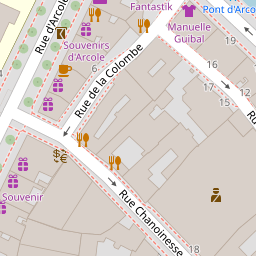 Fantastik
Manuelle
Guibal
Pont d'Arcole
19
Rue d'Arcole
Souvenirs
d'Arcole
6
Rue de la Colombe
16
17
15
12
Souvenir
Rue Chanoinesse
18